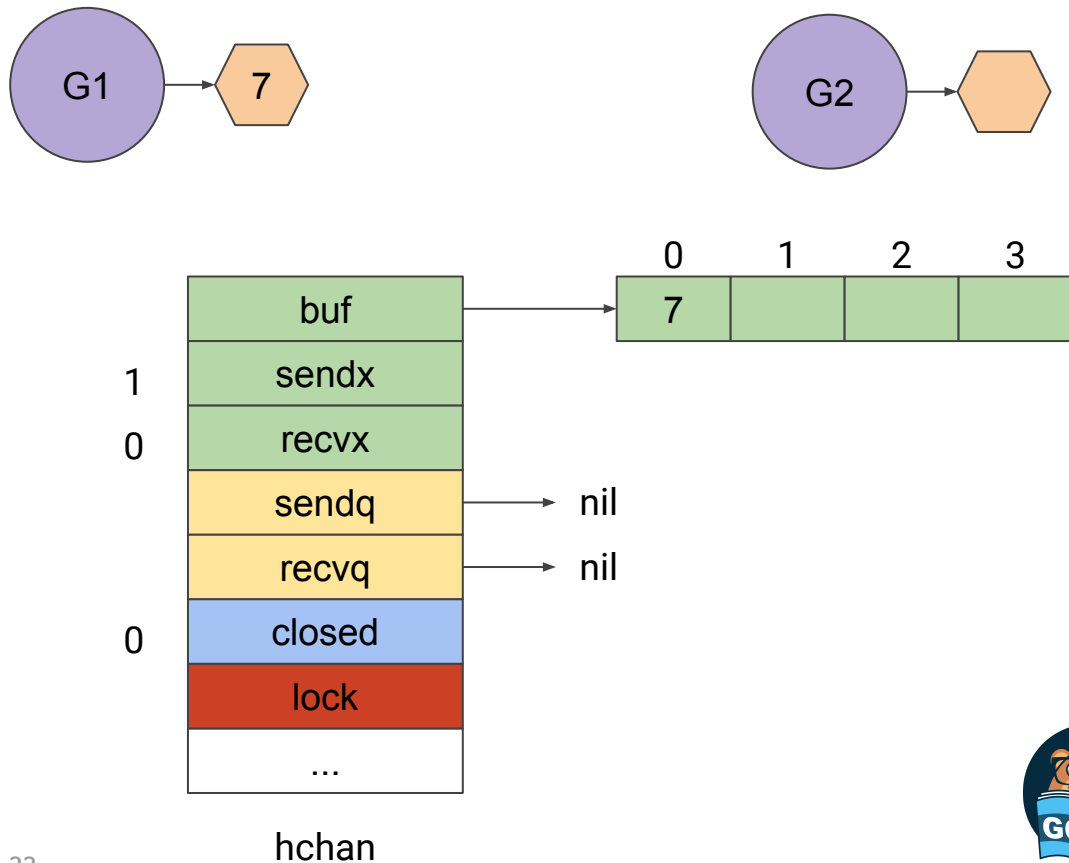 G1
7
G2
0 1 2 3
buf
7
1
sendx
0
recvx
sendq
nil
recvq
nil
0
closed
lock
...
hchan